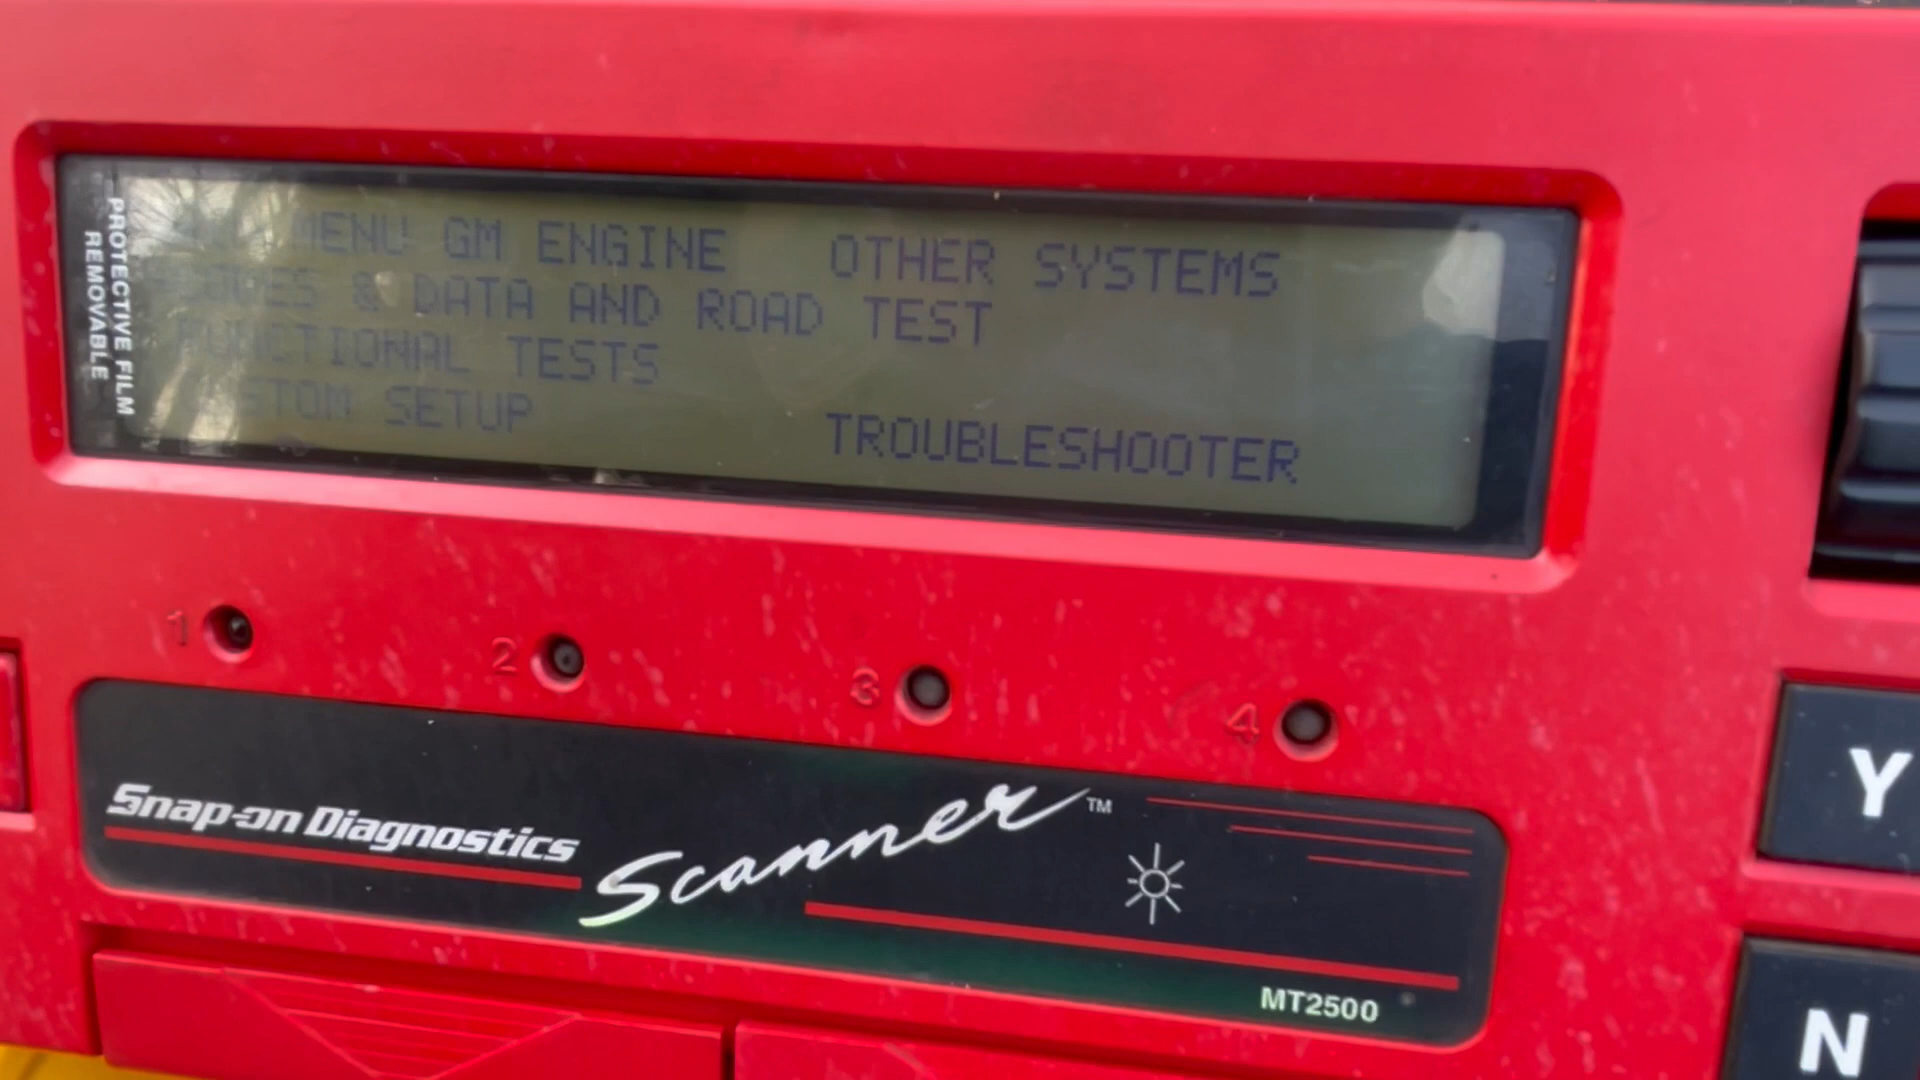 MENU GM ENGINE OTHER SYSTEMS
& DATA AND ROAD TEST
FUNCTIONAL TESTS
SETUP TROUBLESHOOTER
PROTECTIVE FILM
REMOVABLE
1 2 3 4
Snap-on Diagnostics Scanner™
MT2500
Y
N